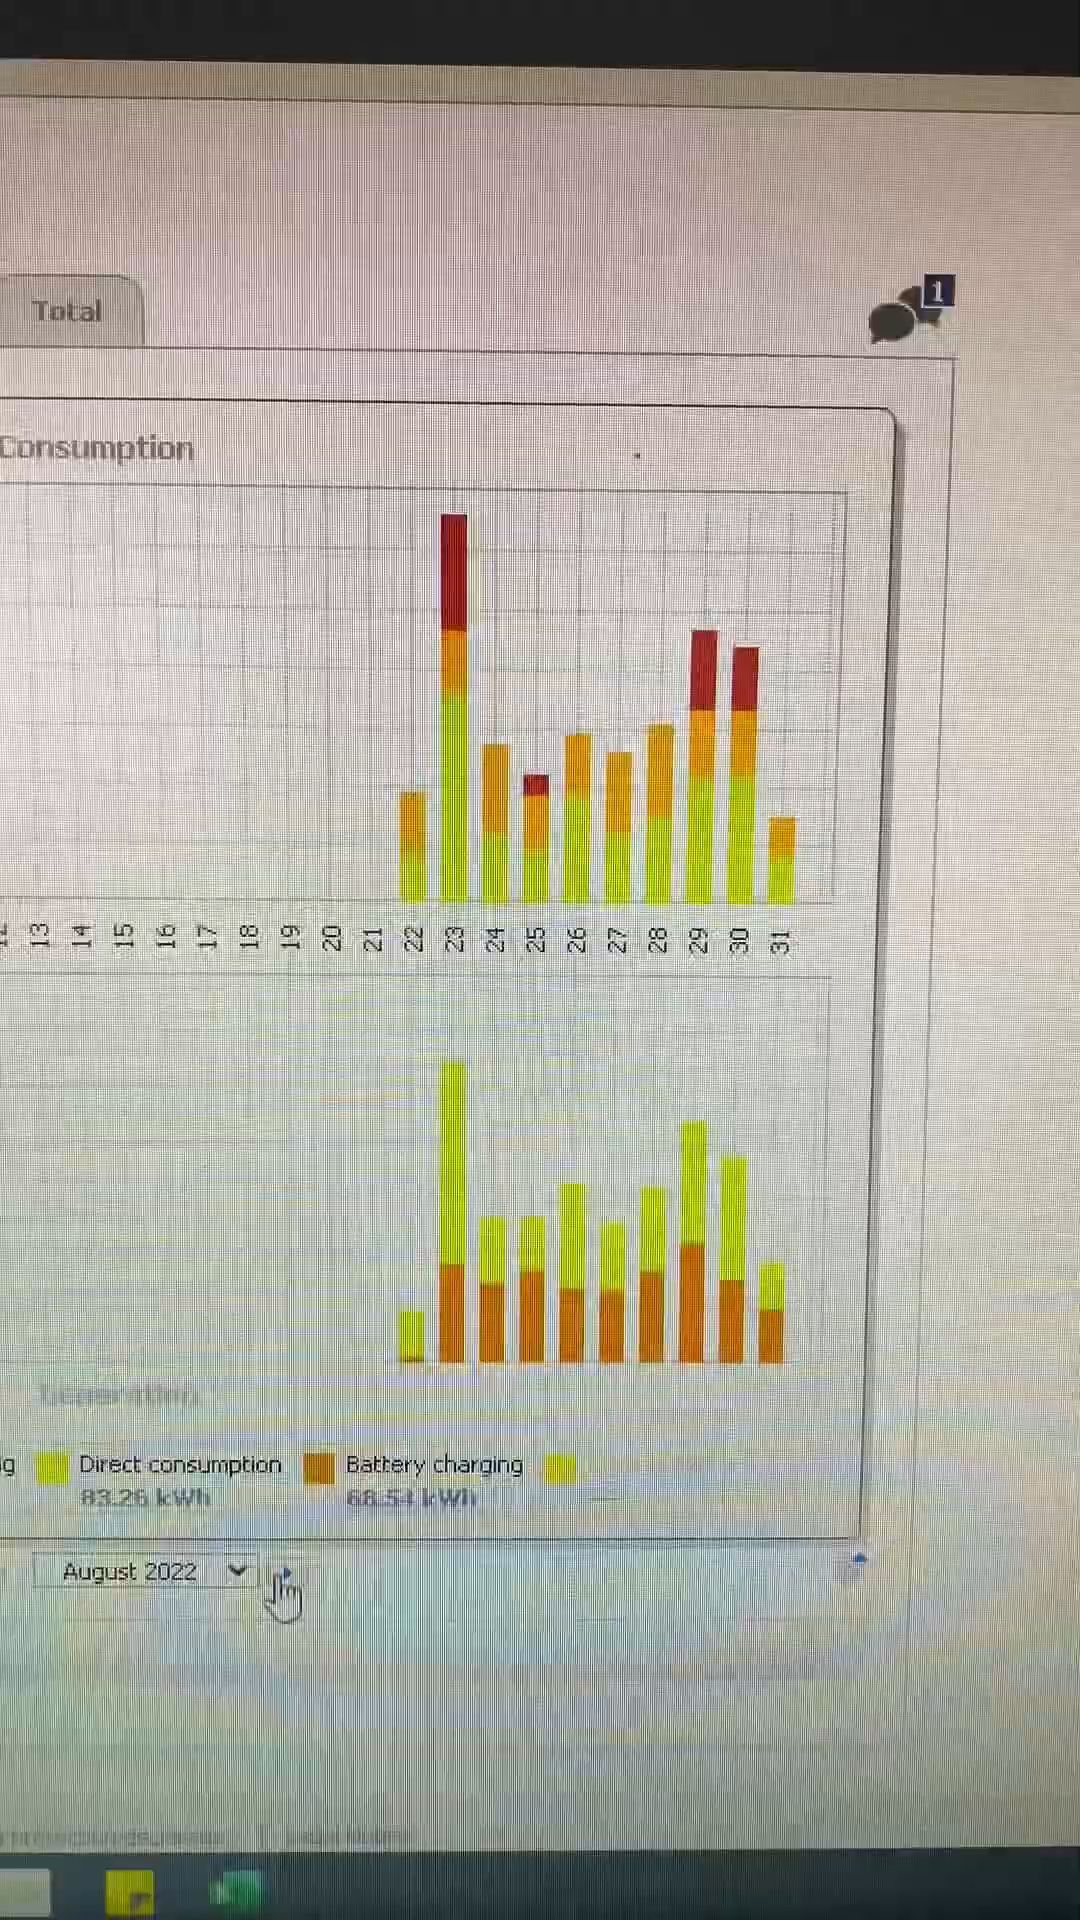 1
Total
Consumption
13 14 15 16 17 18 19 20 21 22 23 24 25 26 27 28 29 30 31
Generation
Direct consumption Battery charging
83.26 kWh 68.54 kWh
August 2022